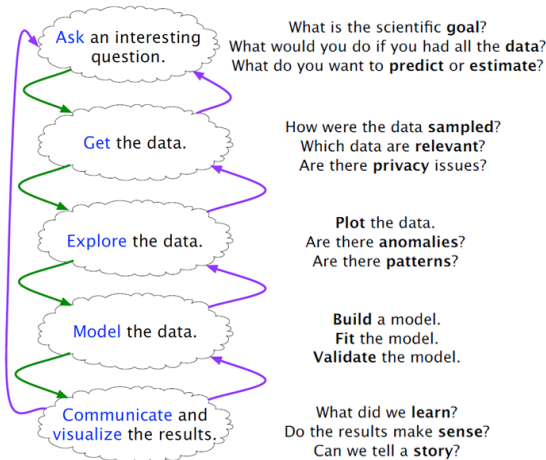 Ask an interesting
question.
What is the scientific goal?
What would you do if you had all the data?
What do you want to predict or estimate?
Get the data.
How were the data sampled?
Which data are relevant?
Are there privacy issues?
Explore the data.
Plot the data.
Are there anomalies?
Are there patterns?
Model the data.
Build a model.
Fit the model.
Validate the model.
Communicate and
visualize the results.
What did we learn?
Do the results make sense?
Can we tell a story?